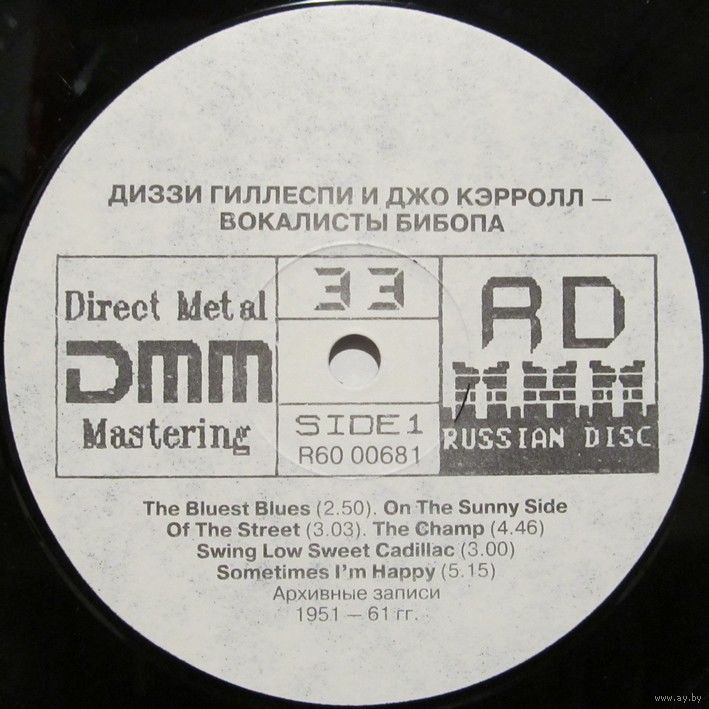 ДИЗЗИ ГИЛЛЕСПИ И ДЖО КЭРРОЛЛ —
ВОКАЛИСТЫ БИБОПА
Direct Metal
DMM
Mastering
33
SIDE 1
R60 00681
RD
RUSSIAN DISC
The Bluest Blues (2.50). On The Sunny Side
Of The Street (3.03). The Champ (4.46)
Swing Low Sweet Cadillac (3.00)
Sometimes I'm Happy (5.15)
Архивные записи
1951 — 61 гг.
www.ay.by